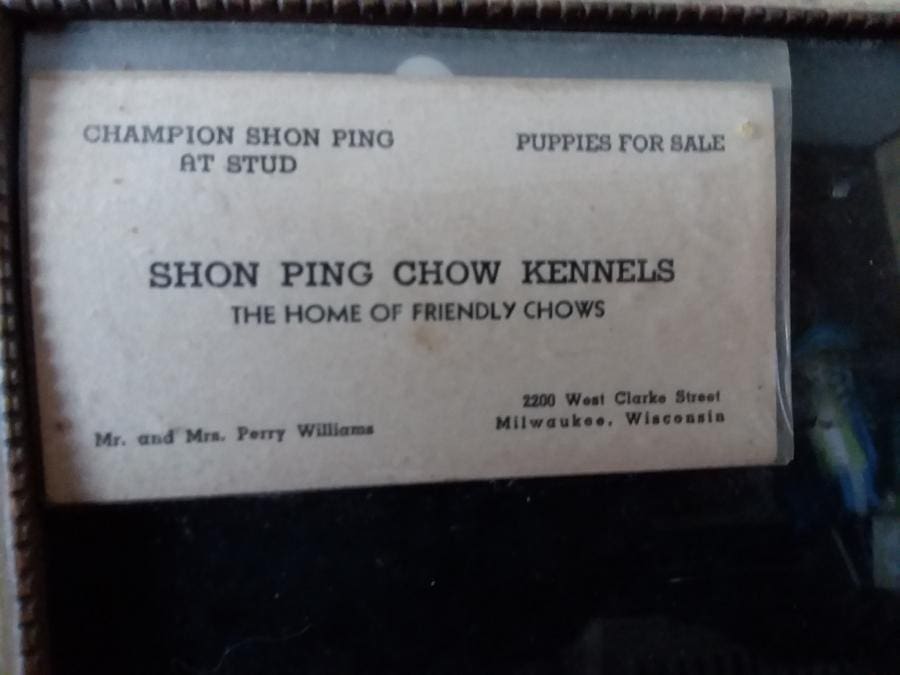 CHAMPION SHON PING
AT STUD
PUPPIES FOR SALE
SHON PING CHOW KENNELS
THE HOME OF FRIENDLY CHOWS
Mr. and Mrs. Perry Williams
2200 West Clarke Street
Milwaukee, Wisconsin